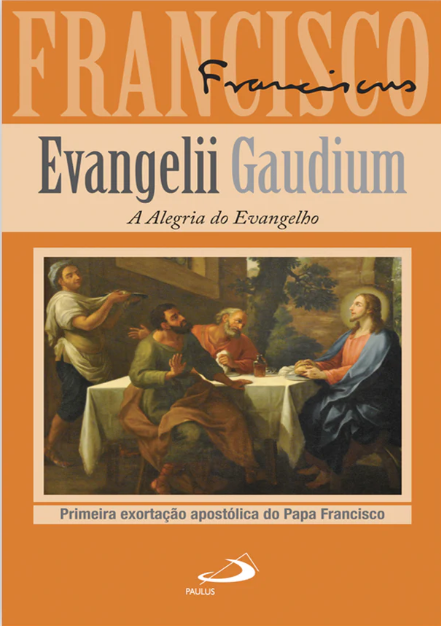 FRANCISCO
Franciscus
Evangelii Gaudium
A Alegria do Evangelho
Primeira exortação apostólica do Papa Francisco
PAULUS